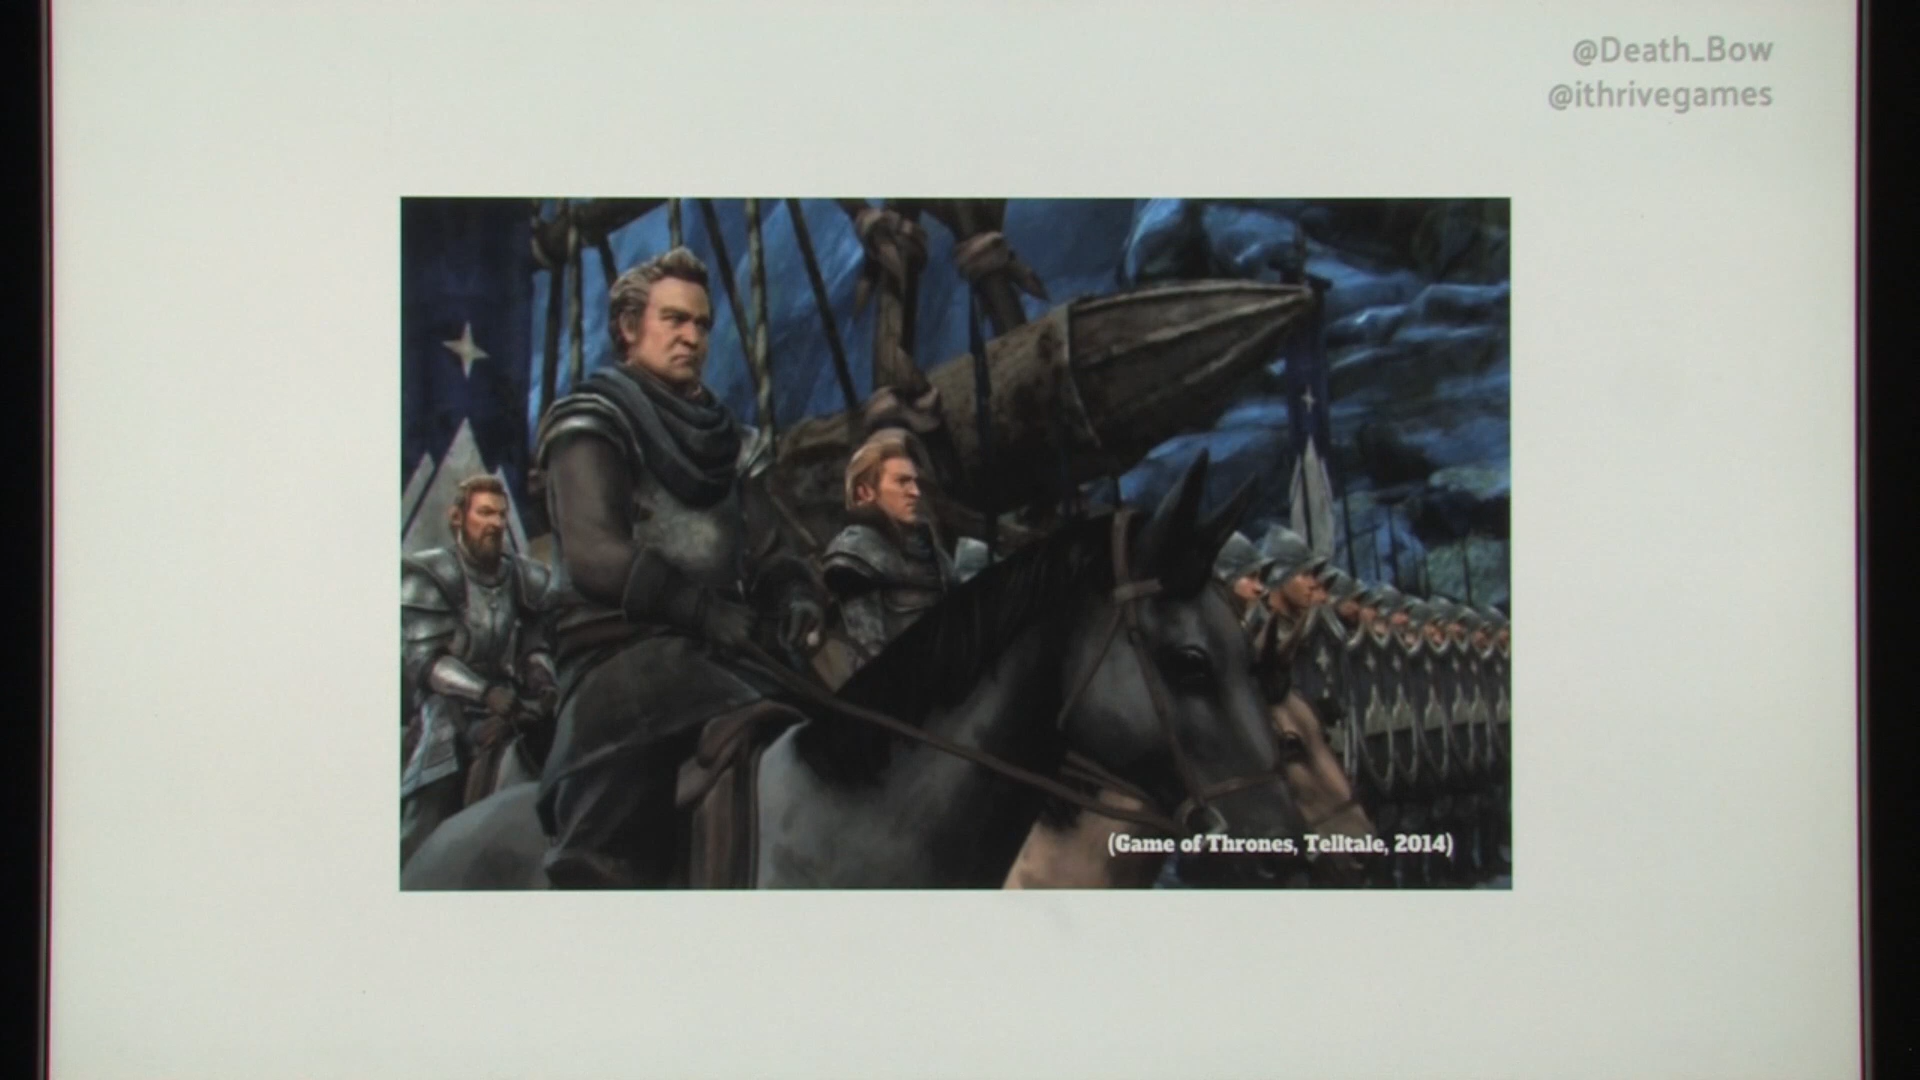 @Death_Bow
@ithrivegames
(Game of Thrones, Telltale, 2014)